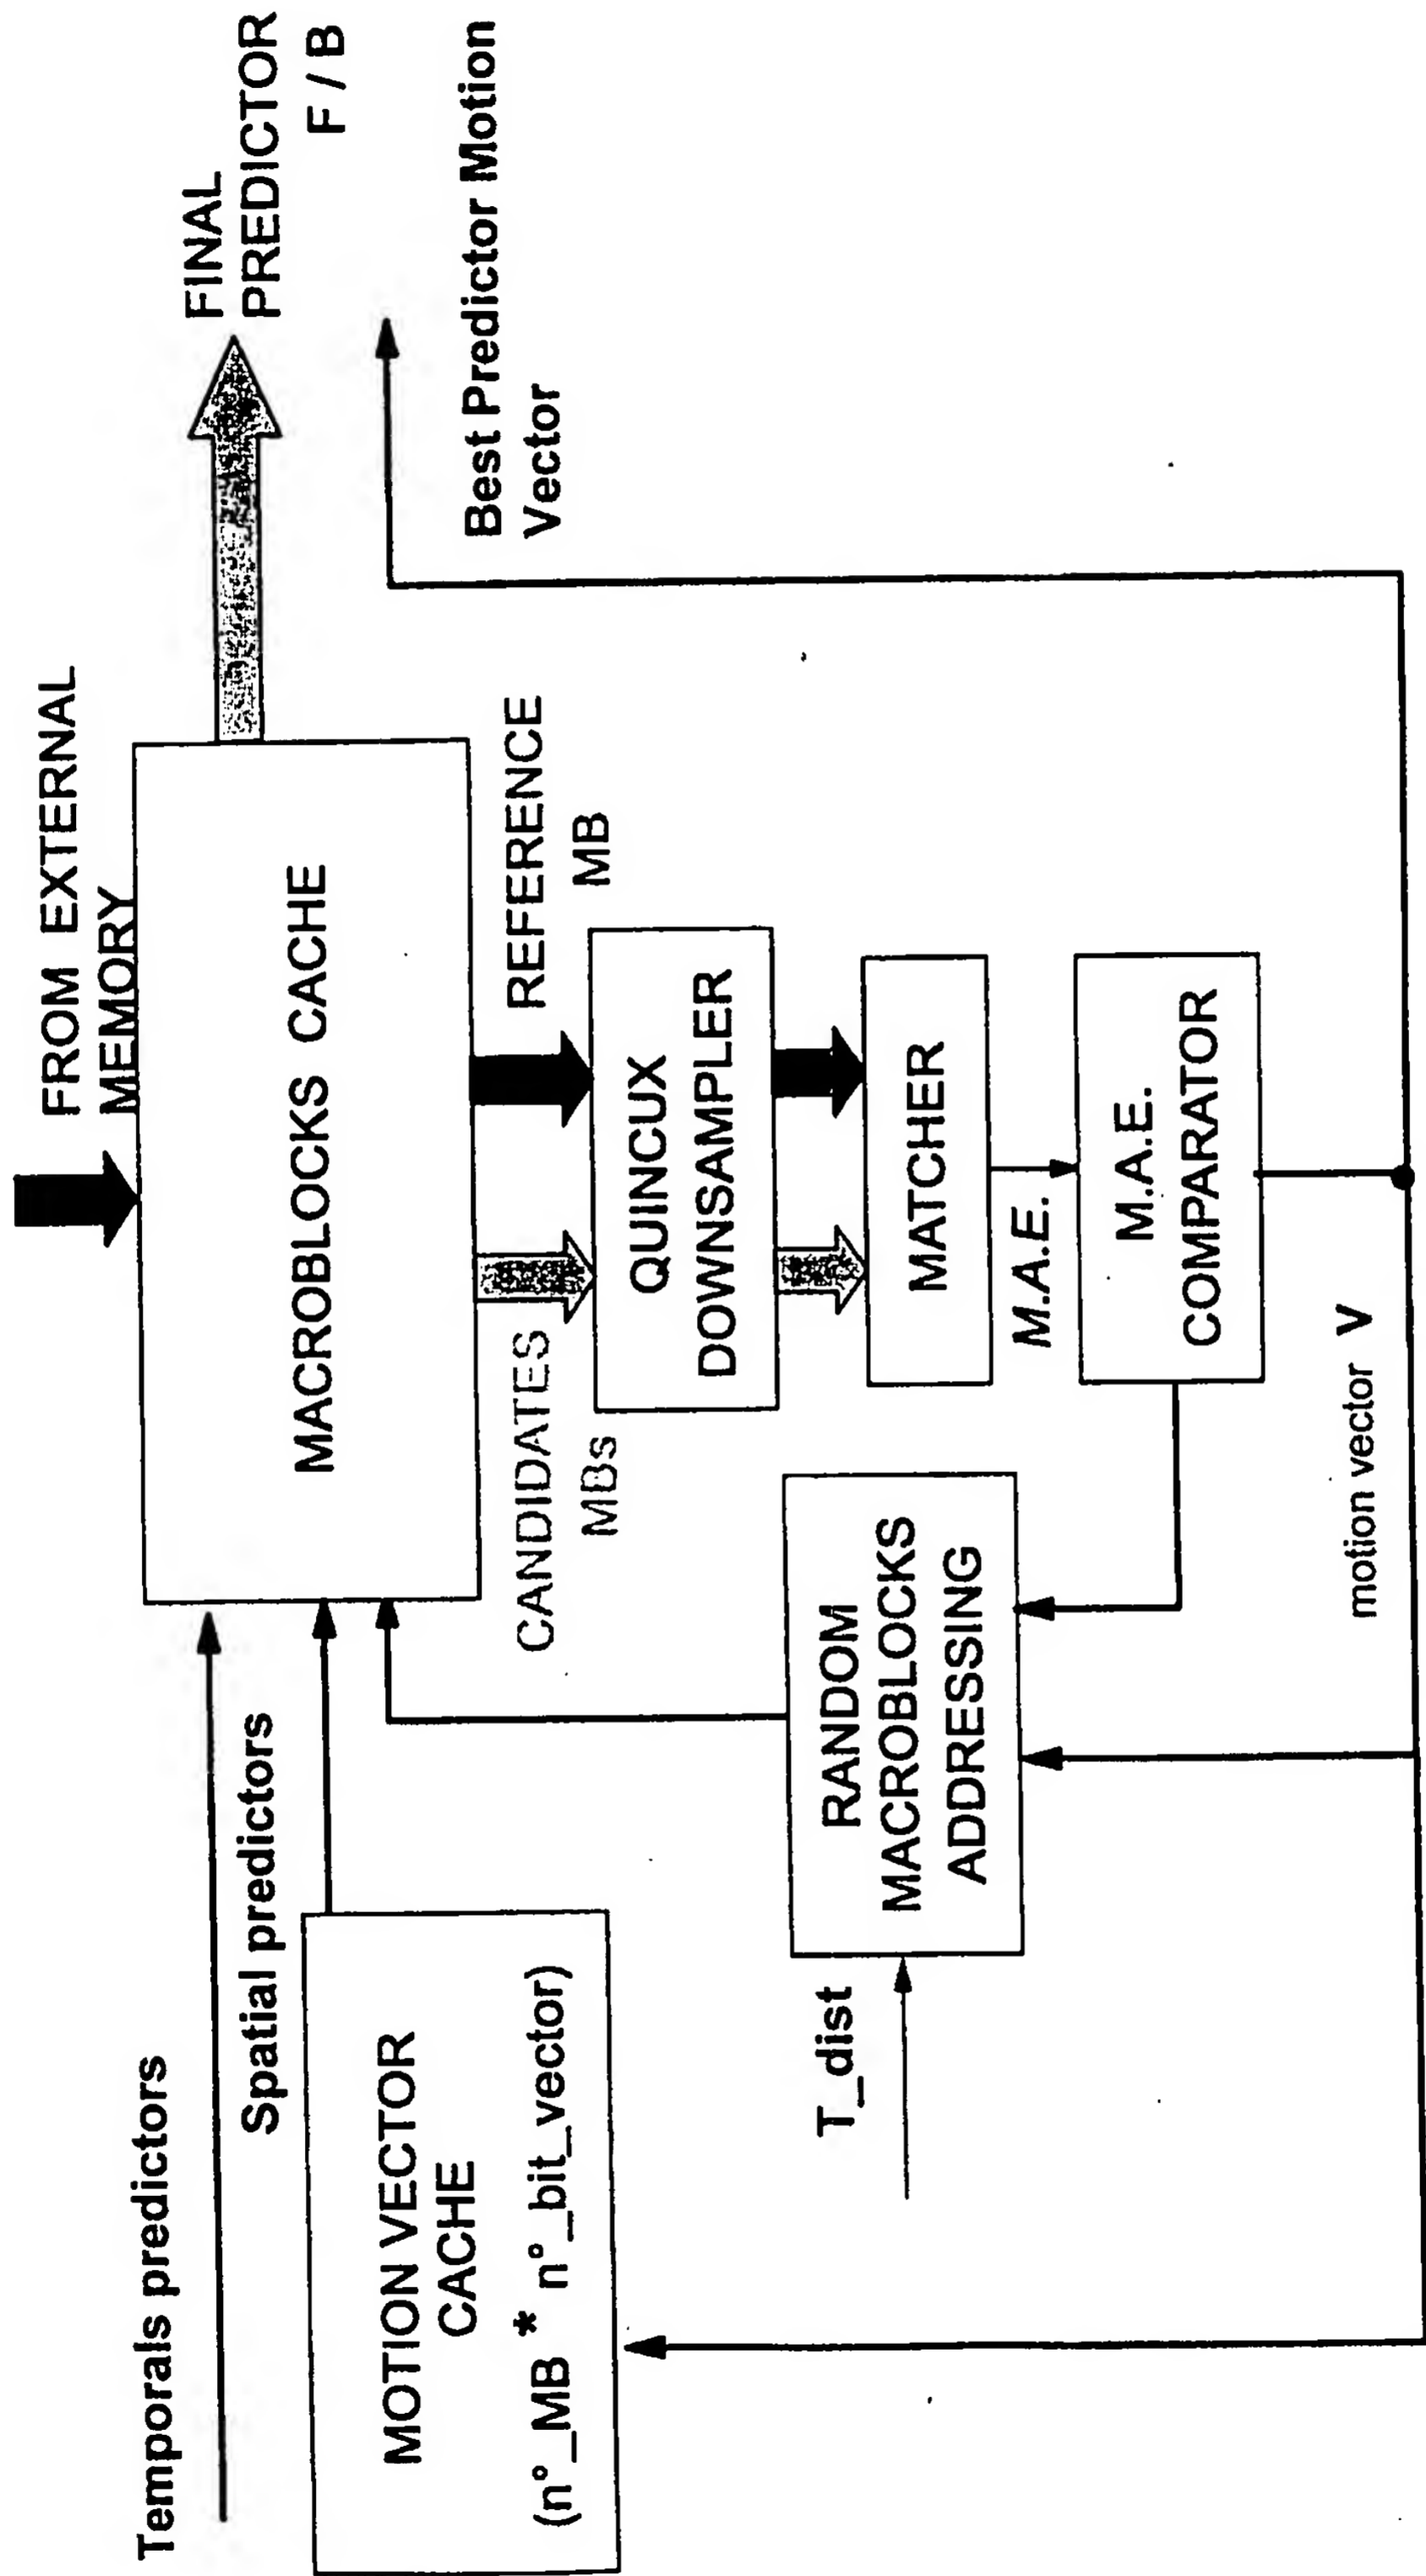 FROM EXTERNAL
MEMORY
Temporals predictors
Spatial predictors
MACROBLOCKS CACHE
FINAL
PREDICTOR
F / B
Best Predictor Motion
Vector
MOTION VECTOR
CACHE
(n°_MB * n°_bit_vector)
CANDIDATES
MBs
REFERENCE
MB
QUINCUX
DOWNSAMPLER
T_dist
RANDOM
MACROBLOCKS
ADDRESSING
MATCHER
M.A.E.
M.A.E.
COMPARATOR
motion vector V